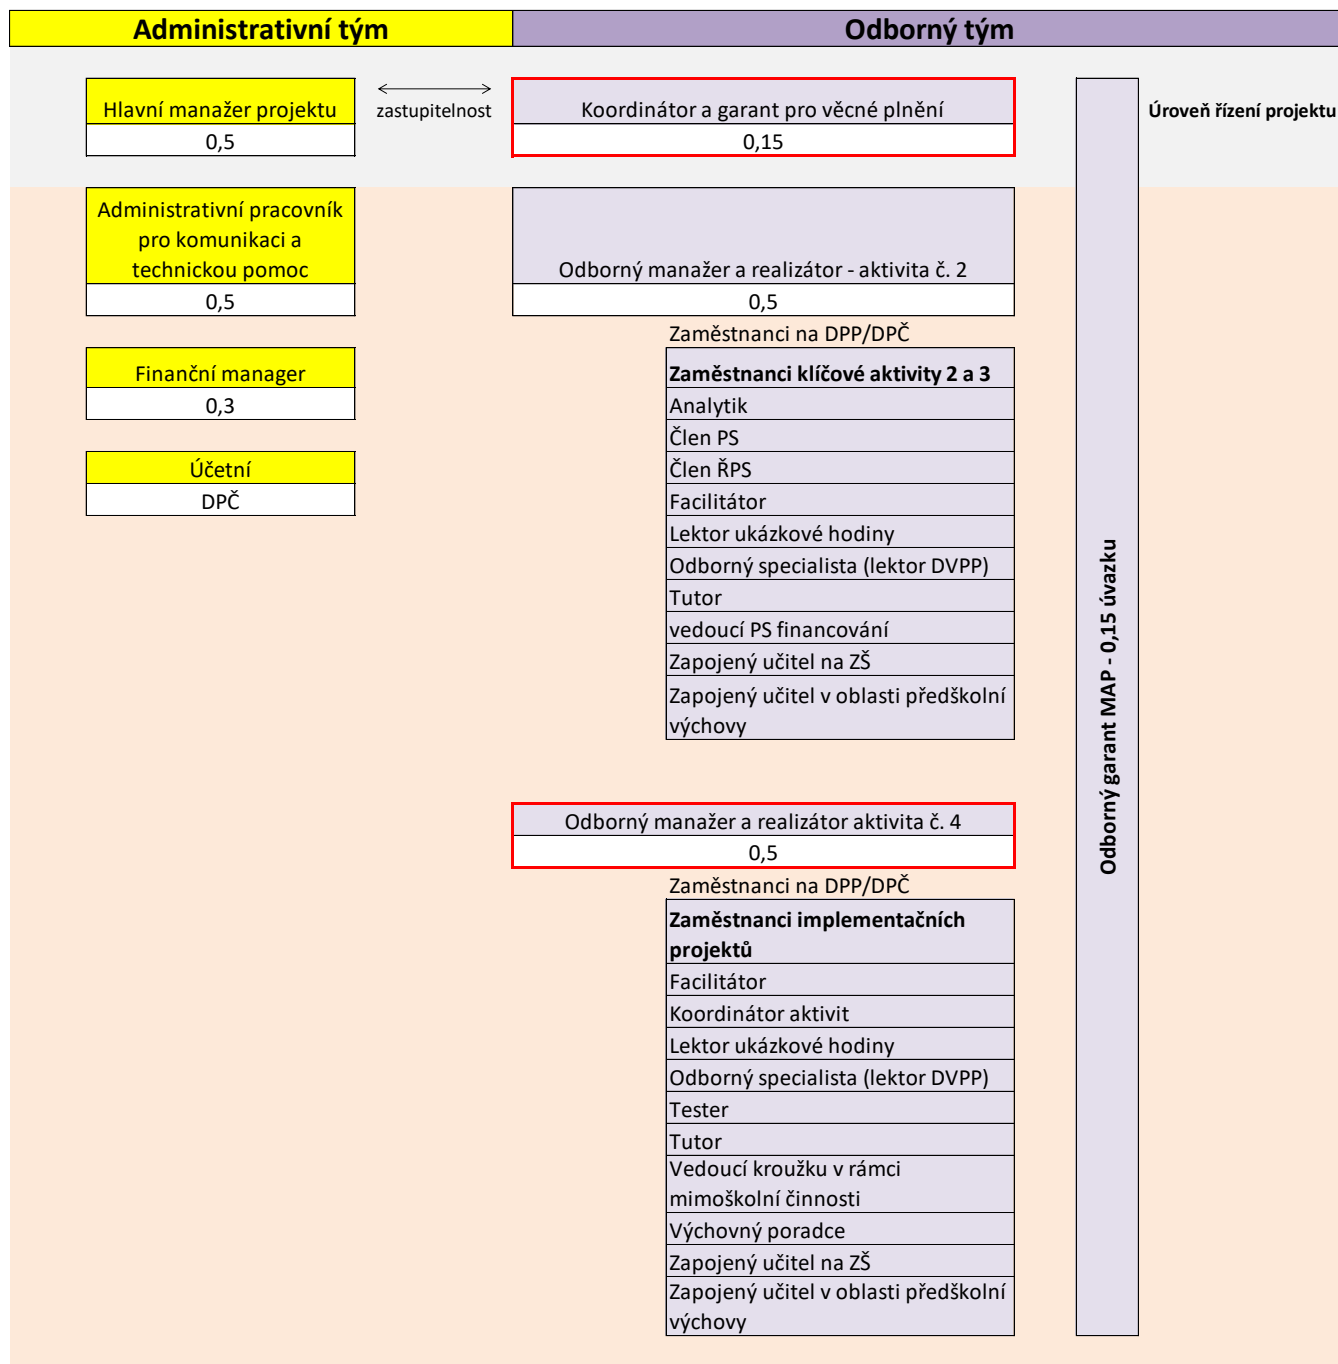 Administrativní tým
Odborný tým
Hlavní manažer projektu
0,5
zastupitelnost
Koordinátor a garant pro věcné plnění
0,15
Úroveň řízení projektu
Administrativní pracovník
pro komunikaci a
technickou pomoc
0,5
Finanční manager
0,3
Účetní
DPČ
Odborný manažer a realizátor - aktivita č. 2
0,5
Zaměstnanci na DPP/DPČ
Zaměstnanci klíčové aktivity 2 a 3
Analytik
Člen PS
Člen ŘPS
Facilitátor
Lektor ukázkové hodiny
Odborný specialista (lektor DVPP)
Tutor
vedoucí PS financování
Zapojený učitel na ZŠ
Zapojený učitel v oblasti předškolní
výchovy
Odborný manažer a realizátor aktivita č. 4
0,5
Zaměstnanci na DPP/DPČ
Zaměstnanci implementačních
projektů
Facilitátor
Koordinátor aktivit
Lektor ukázkové hodiny
Odborný specialista (lektor DVPP)
Tester
Tutor
Vedoucí kroužku v rámci
mimoškolní činnosti
Výchovný poradce
Zapojený učitel na ZŠ
Zapojený učitel v oblasti předškolní
výchovy
Odborný garant MAP - 0,15 úvazku